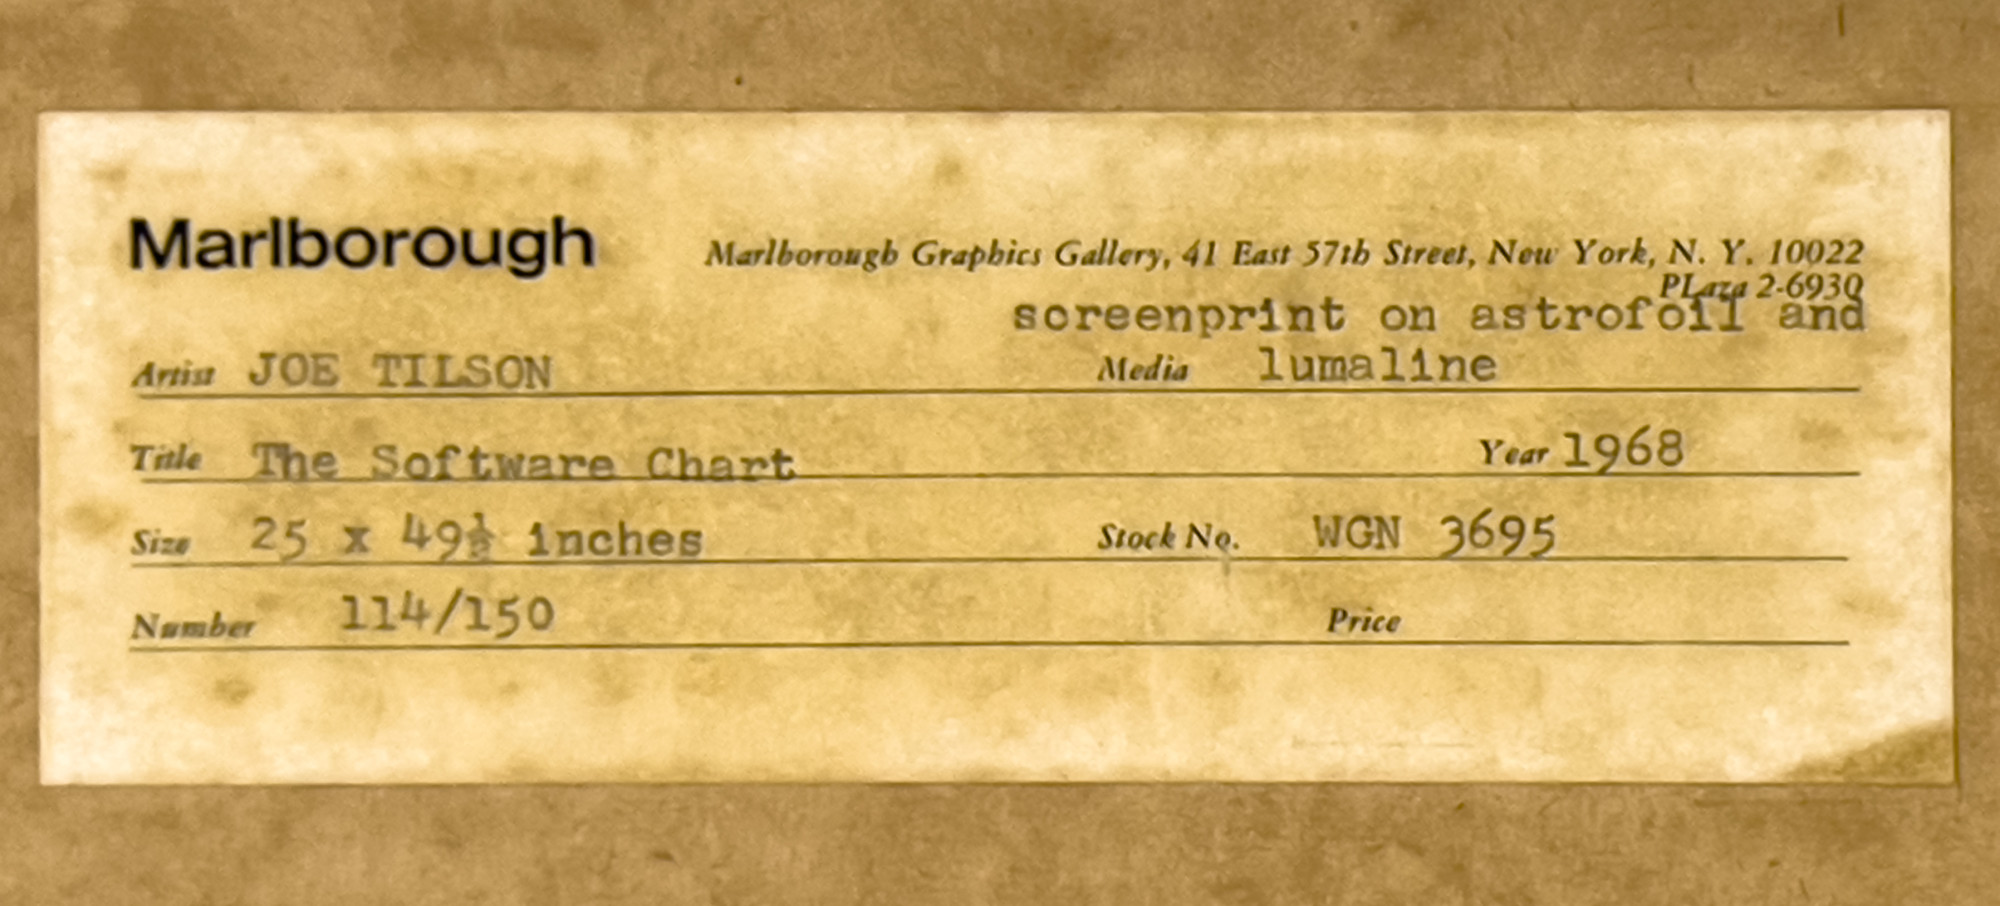 Marlborough Marlborough Graphics Gallery, 41 East 57th Street, New York, N. Y. 10022
PLaza 2-6930
screenprint on astrofoil and
Artist JOE TILSON Media lumaline
Title The Software Chart Year 1968
Size 25 x 49½ inches Stock No. WGN 3695
Number 114/150 Price